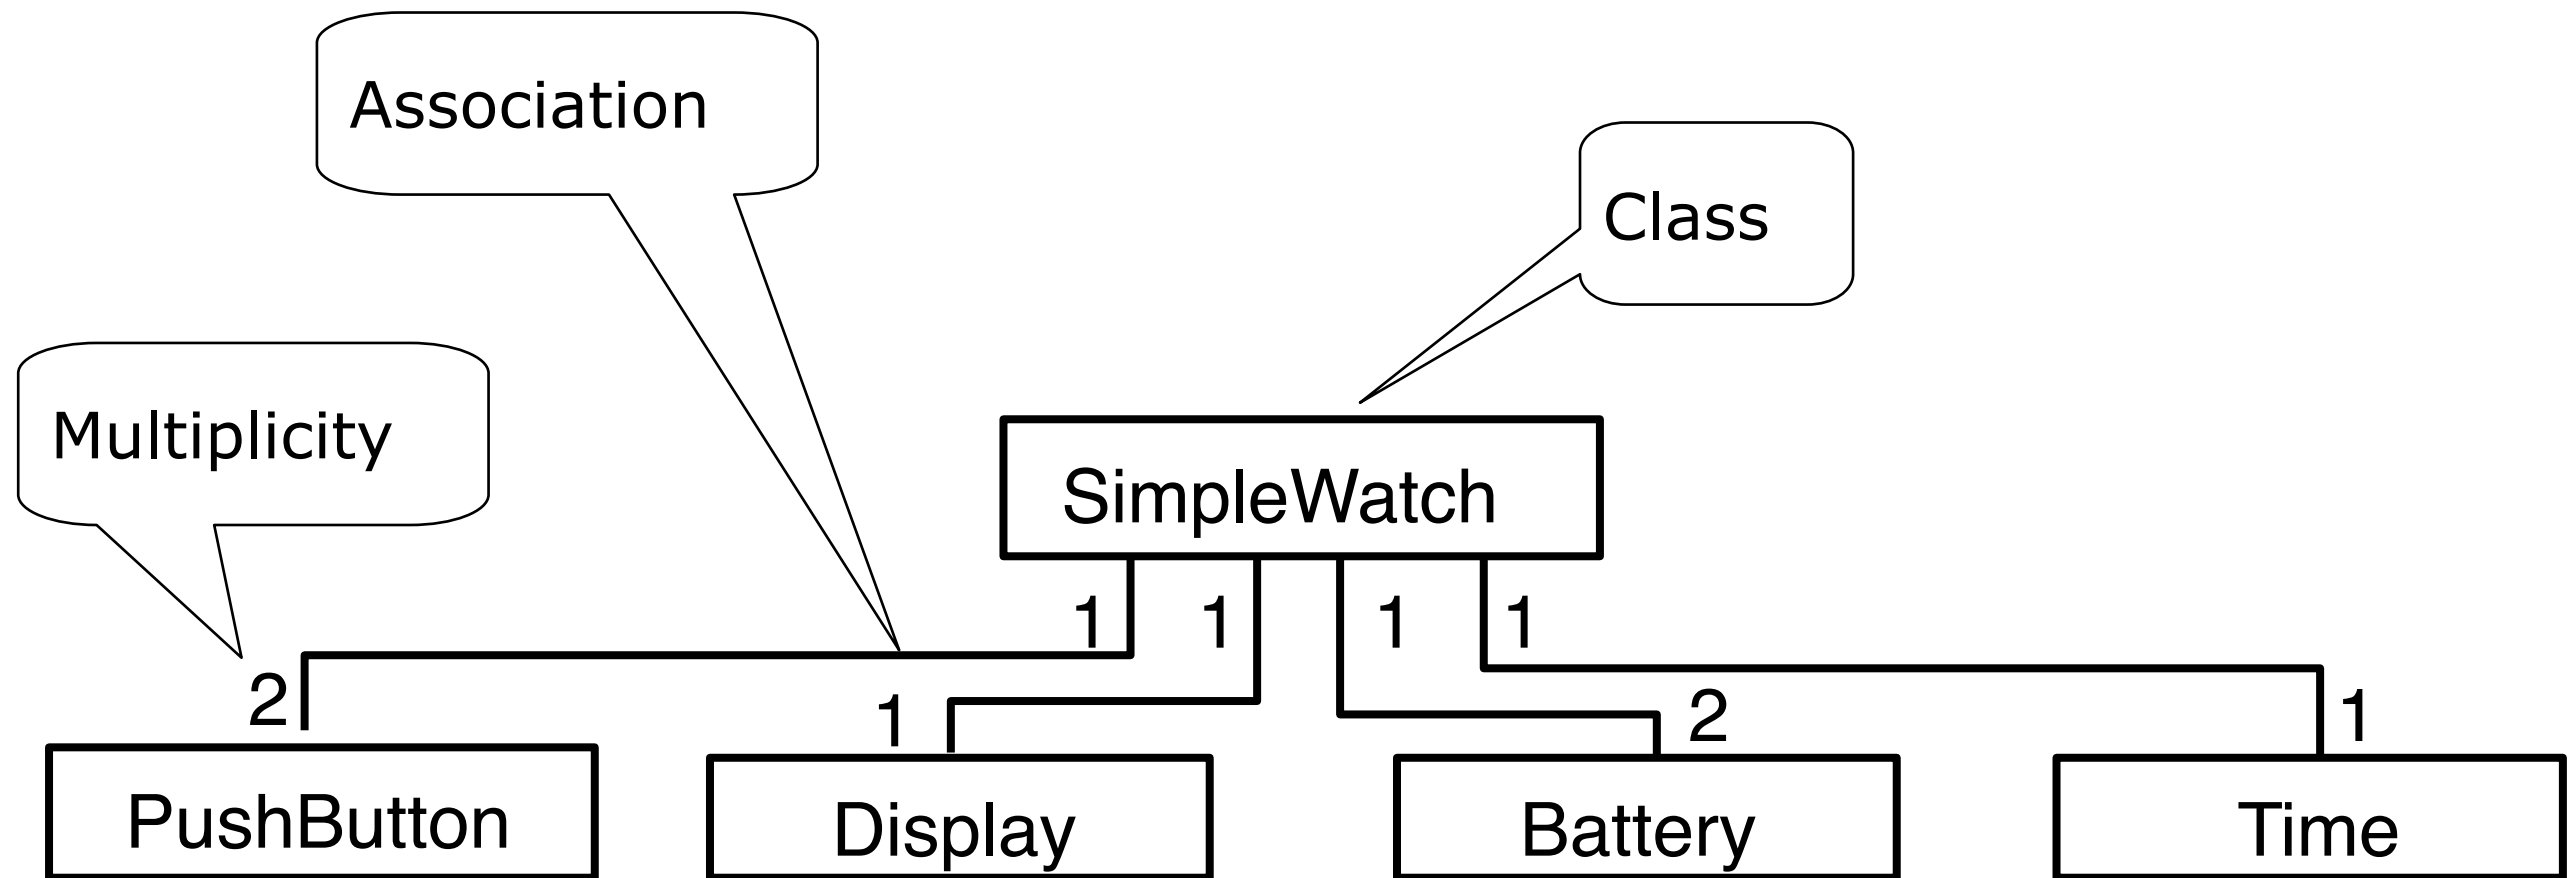 Association
Class
Multiplicity
SimpleWatch
1 1 1 1
2 1 2 1
PushButton Display Battery Time